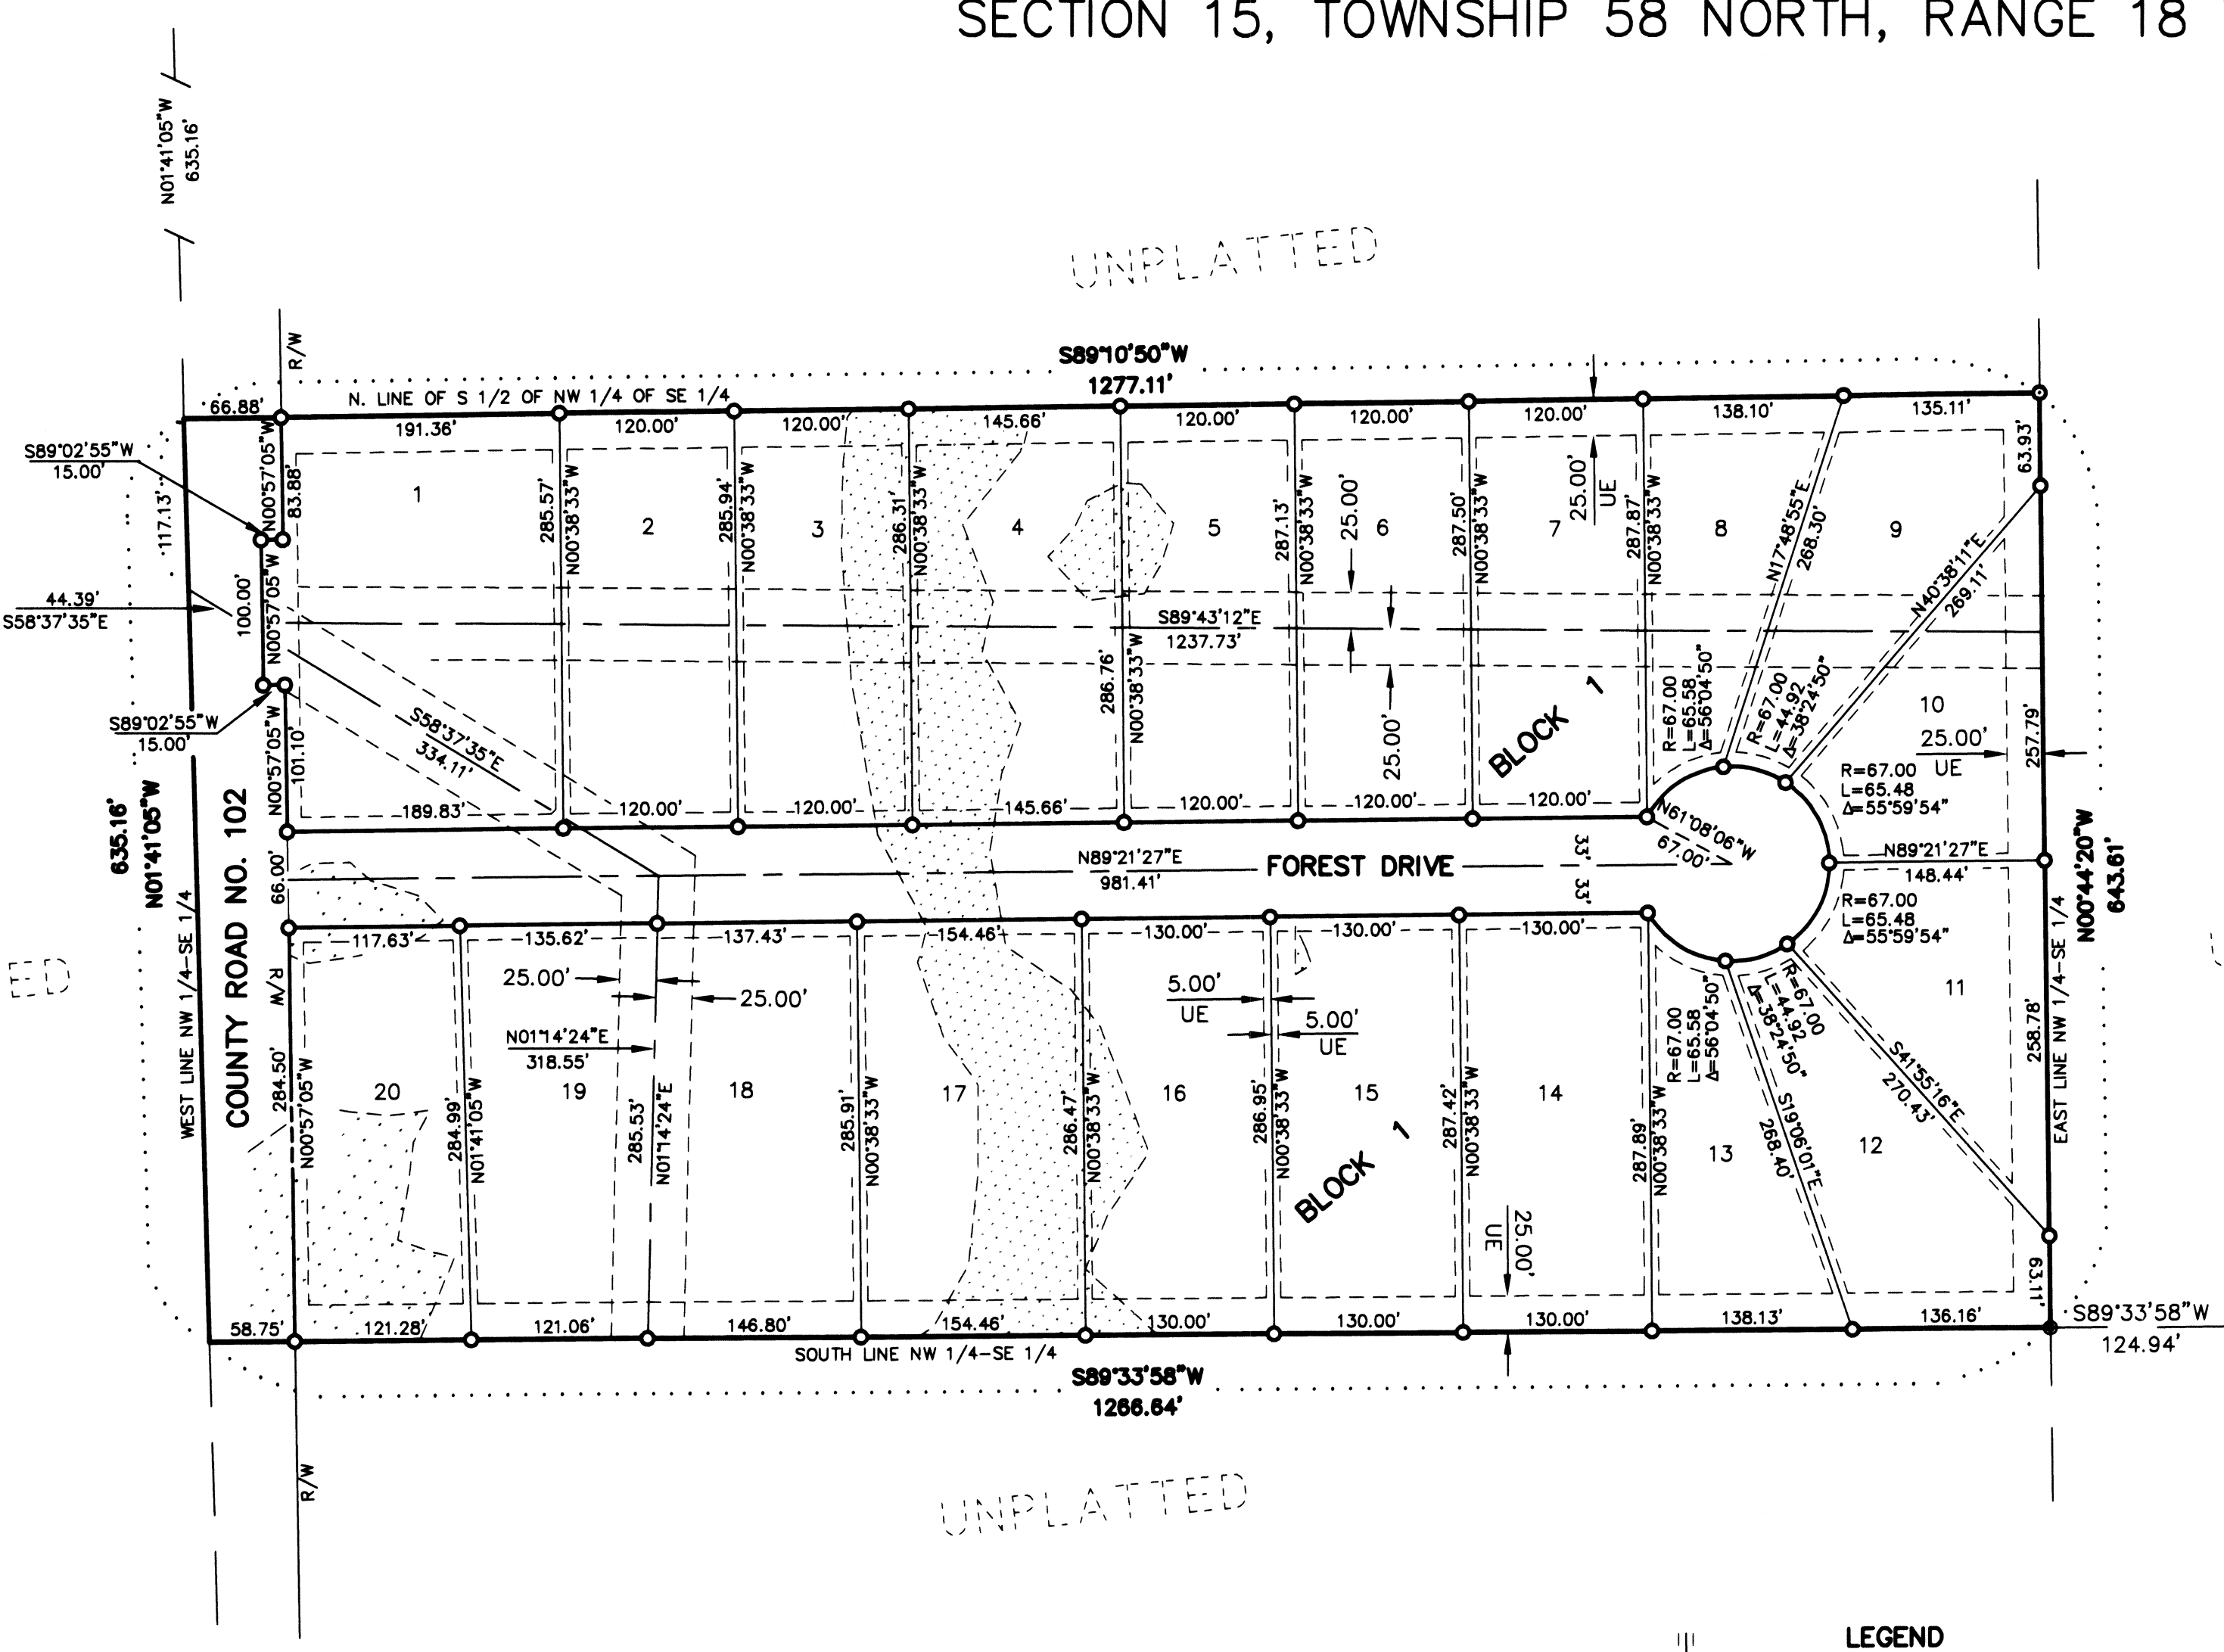 SECTION 15, TOWNSHIP 58 NORTH, RANGE 18
N01°41'05"W
635.16'
UNPLATTED
R/W
S89°10'50"W
1277.11'
N. LINE OF S 1/2 OF NW 1/4 OF SE 1/4
66.88'
191.36'
120.00'
120.00'
145.66'
120.00'
120.00'
120.00'
138.10'
135.11'
S89°02'55"W
15.00'
N00°57'05"W
83.88'
117.13'
63.93'
1
2
3
4
5
6
7
8
9
285.57'
N00°38'33"W
285.94'
N00°38'33"W
286.31'
N00°38'33"W
286.76'
N00°38'33"W
287.13'
N00°38'33"W
287.50'
N00°38'33"W
287.87'
N00°38'33"W
25.00'
25.00'
UE
N17°48'55"E
268.30'
N40°38'11"E
269.11'
44.39'
S58°37'35"E
100.00'
N00°57'05"W
S89°43'12"E
1237.73'
25.00'
S89°02'55"W
15.00'
N00°57'05"W
101.10'
S58°37'35"E
334.11'
BLOCK 1
R=67.00
L=65.58
Δ=56°04'50"
R=67.00
L=44.92
Δ=38°24'50"
10
25.00'
UE
257.79'
R=67.00
L=65.48
Δ=55°59'54"
189.83'
120.00'
120.00'
145.66'
120.00'
120.00'
120.00'
N61°08'06"W
67.00'
635.16'
N01°41'05"W
WEST LINE NW 1/4-SE 1/4
COUNTY ROAD NO. 102
66.00'
N89°21'27"E
981.41'
FOREST DRIVE
33'
33'
N89°21'27"E
148.44'
N00°44'20"W
643.61'
EAST LINE NW 1/4-SE 1/4
ED
R/W
117.63'
135.62'
137.43'
154.46'
130.00'
130.00'
130.00'
R=67.00
L=65.48
Δ=55°59'54"
25.00'
25.00'
5.00'
UE
5.00'
UE
R=67.00
L=65.58
Δ=56°04'50"
R=67.00
L=44.92
Δ=38°24'50"
11
N01°14'24"E
318.55'
284.50'
N00°57'05"W
20
284.99'
N01°41'05"W
19
285.53'
N01°14'24"E
18
285.91'
N00°38'33"W
17
286.47'
N00°38'33"W
16
286.95'
N00°38'33"W
15
287.42'
N00°38'33"W
14
287.89'
N00°38'33"W
13
S19°06'01"E
268.40'
12
S41°55'16"E
270.43'
258.78'
BLOCK 1
25.00'
UE
63.11'
58.75'
121.28'
121.06'
146.80'
154.46'
130.00'
130.00'
130.00'
138.13'
136.16'
S89°33'58"W
124.94'
SOUTH LINE NW 1/4-SE 1/4
S89°33'58"W
1266.64'
R/W
UNPLATTED
LEGEND